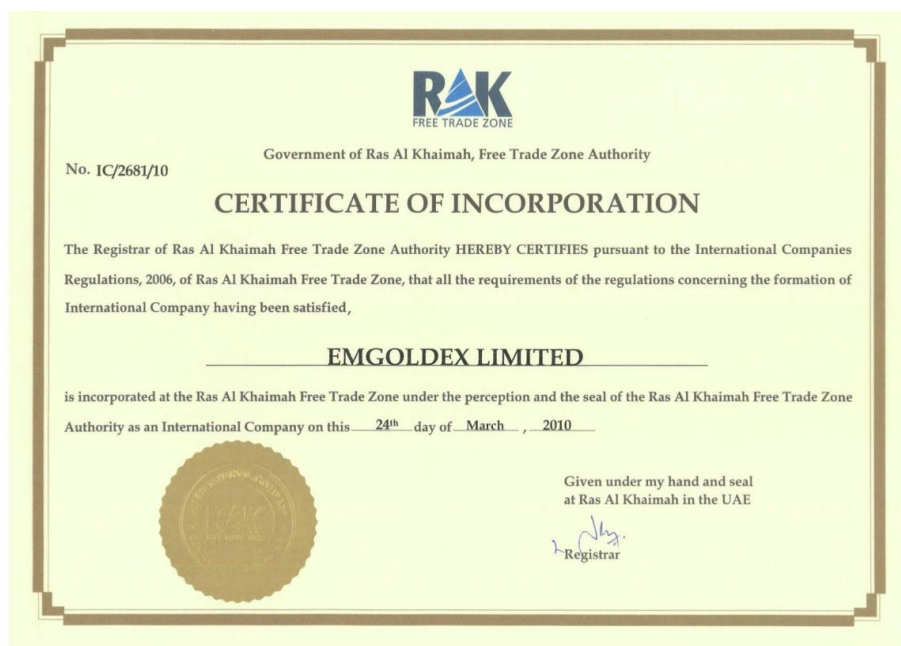 RAK
FREE TRADE ZONE
Government of Ras Al Khaimah, Free Trade Zone Authority
No. IC/2681/10
CERTIFICATE OF INCORPORATION
The Registrar of Ras Al Khaimah Free Trade Zone Authority HEREBY CERTIFIES pursuant to the International Companies
Regulations, 2006, of Ras Al Khaimah Free Trade Zone, that all the requirements of the regulations concerning the formation of
International Company having been satisfied,
EMGOLDEX LIMITED
is incorporated at the Ras Al Khaimah Free Trade Zone under the perception and the seal of the Ras Al Khaimah Free Trade Zone
Authority as an International Company on this 24th day of March , 2010
Given under my hand and seal
at Ras Al Khaimah in the UAE
Registrar
RAK